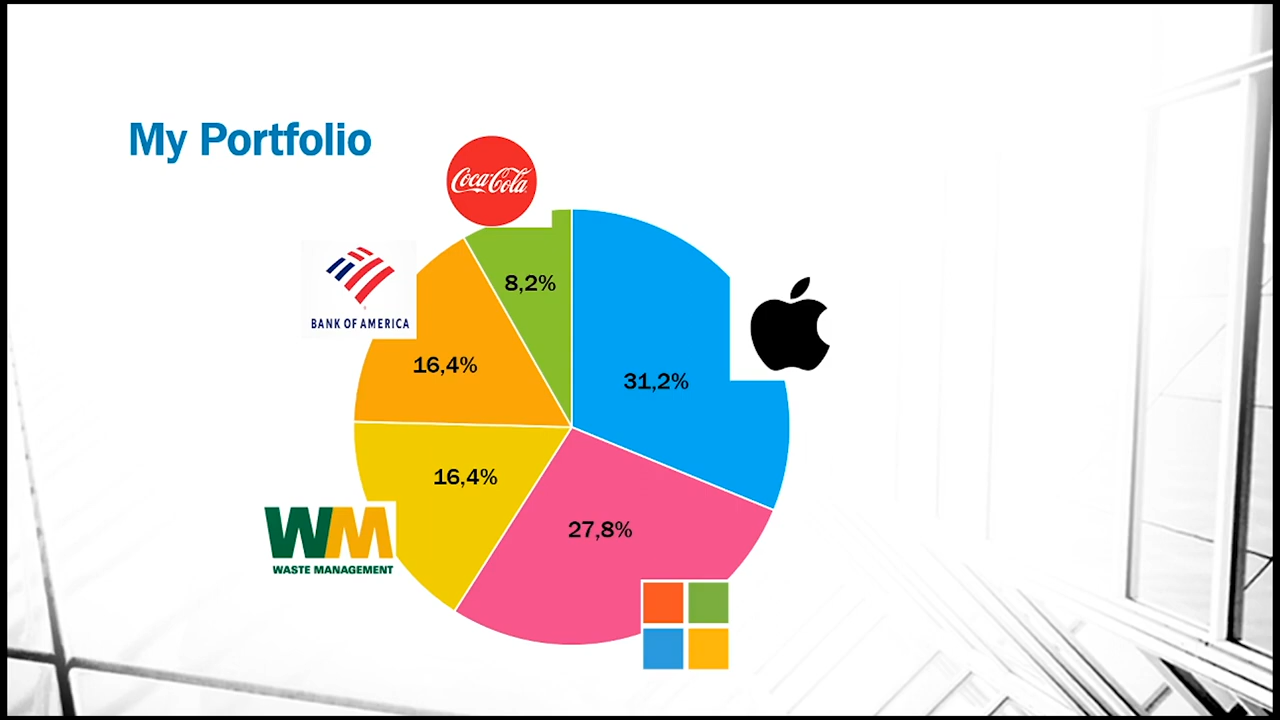 My Portfolio
Coca-Cola
8,2%
BANK OF AMERICA
16,4%
31,2%
16,4%
27,8%
WM
WASTE MANAGEMENT